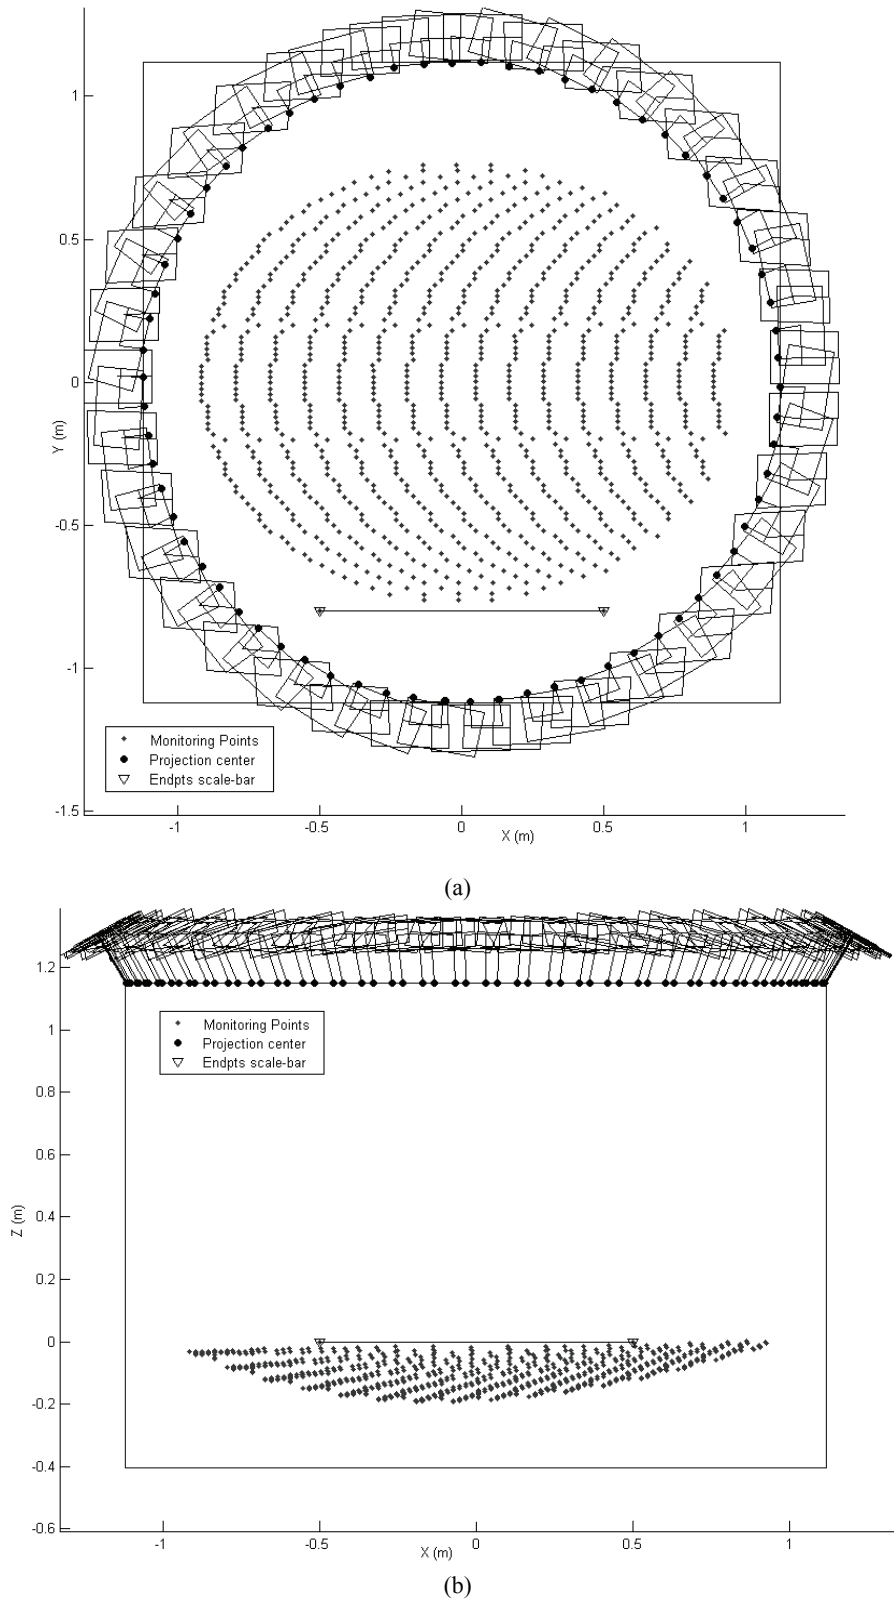 1
0.5
0
Y (m)
-0.5
-1
Monitoring Points
Projection center
Endpts scale-bar
-1.5
-1 -0.5 0 0.5 1
X (m)
(a)
1.2
Monitoring Points
1
Projection center
Endpts scale-bar
0.8
0.6
0.4
Z (m)
0.2
0
-0.2
-0.4
-0.6
-1 -0.5 0 0.5 1
X (m)
(b)